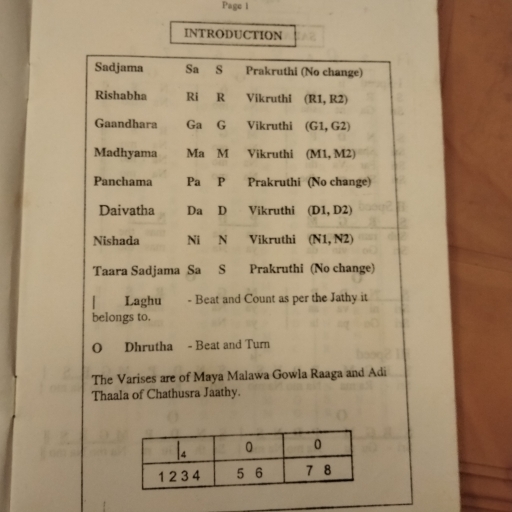 Page 1
INTRODUCTION
Sadjama Sa S Prakruthi (No change)
Rishabha Ri R Vikruthi (R1, R2)
Gaandhara Ga G Vikruthi (G1, G2)
Madhyama Ma M Vikruthi (M1, M2)
Panchama Pa P Prakruthi (No change)
Daivatha Da D Vikruthi (D1, D2)
Nishada Ni N Vikruthi (N1, N2)
Taara Sadjama Sa S Prakruthi (No change)
| Laghu - Beat and Count as per the Jathy it
belongs to.
O Dhrutha - Beat and Turn
The Varises are of Maya Malawa Gowla Raaga and Adi
Thaala of Chathusra Jaathy.
|4 0 0
1 2 3 4 5 6 7 8